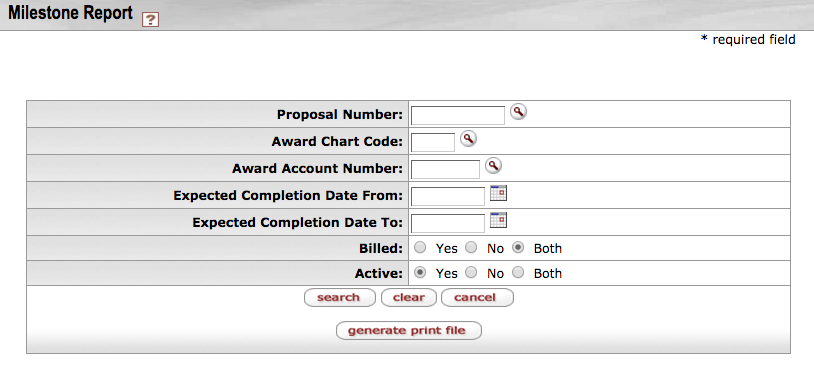 Milestone Report ?
* required field
Proposal Number:
Award Chart Code:
Award Account Number:
Expected Completion Date From:
Expected Completion Date To:
Billed: Yes No Both
Active: Yes No Both
search clear cancel
generate print file